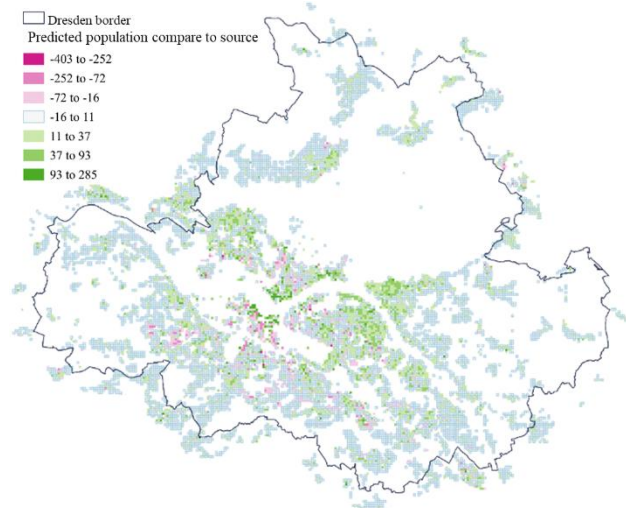 Dresden border
Predicted population compare to source
-403 to -252
-252 to -72
-72 to -16
-16 to 11
11 to 37
37 to 93
93 to 285